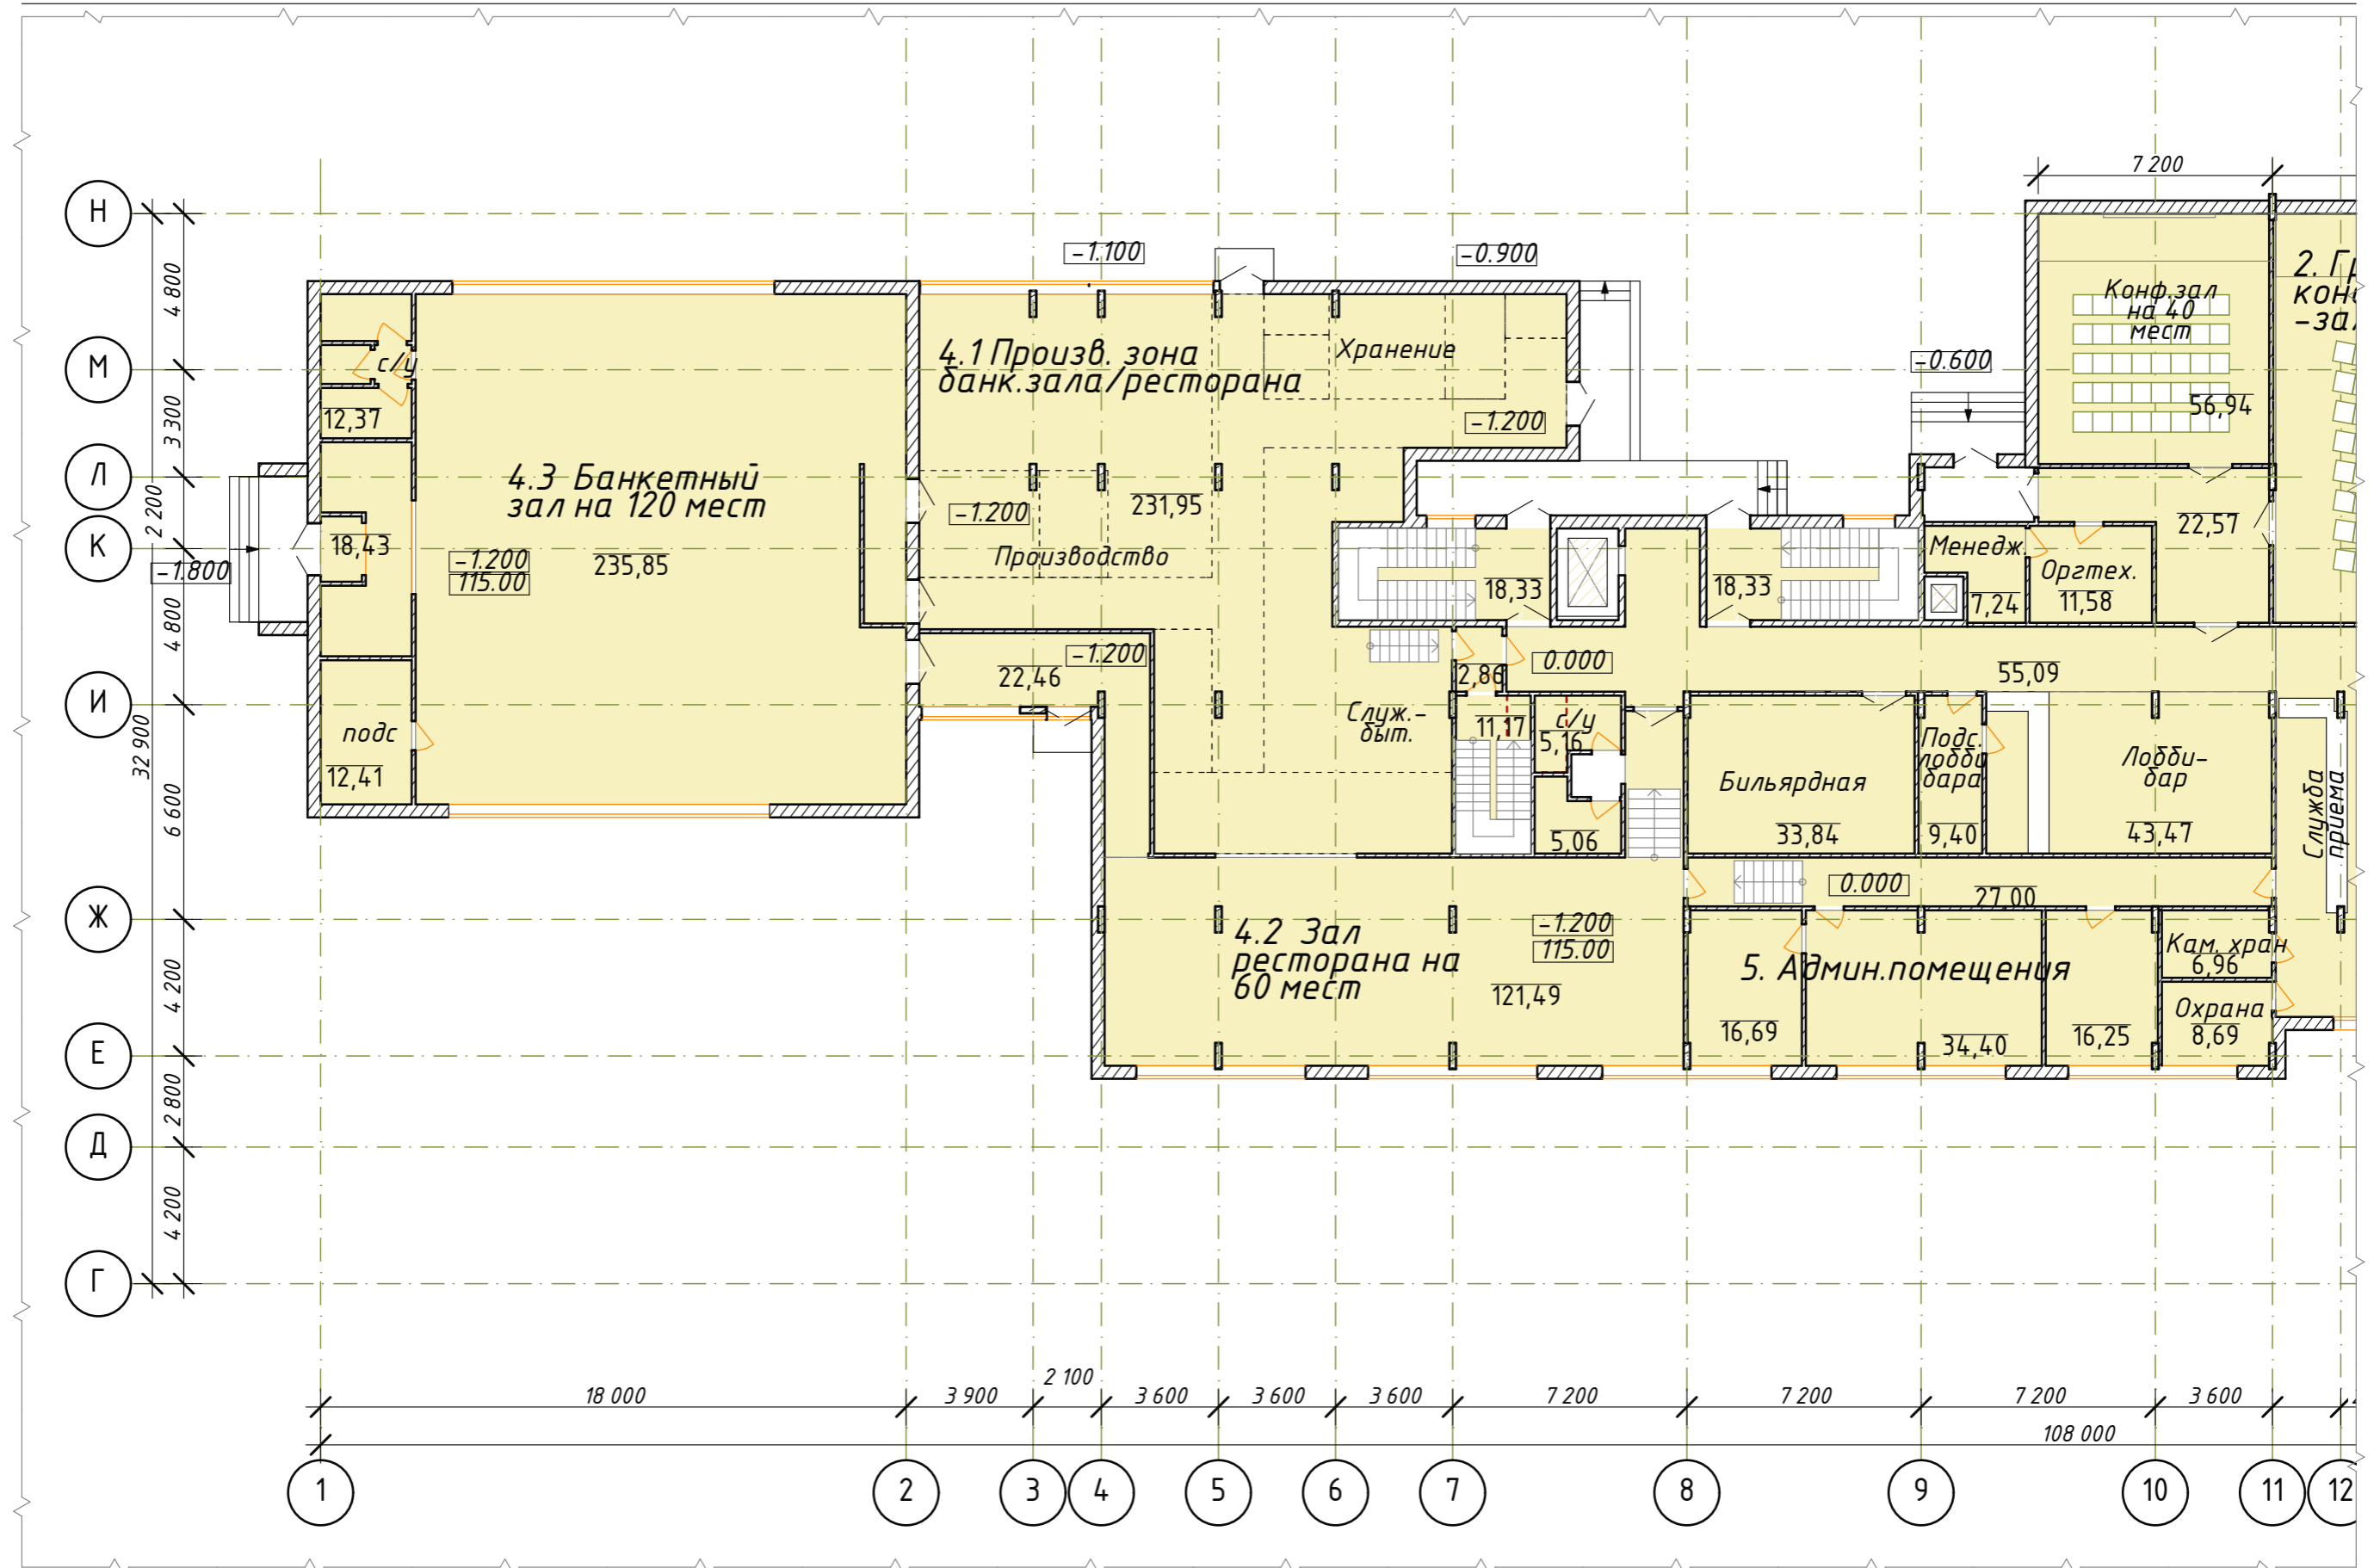 7 200
Н
4 800
-1.100
-0.900
2. Гр
Конф.зал
на 40
мест
-зал
4.1 Произв. зона
банк.зала/ресторана
Хранение
-0.600
М
с/у
12,37
56,94
-1.200
3 300
Л
4.3 Банкетный
зал на 120 мест
231,95
-1.200
2 200
22,57
К
18,43
-1.800
-1.200
115.00
235,85
Производство
18,33
18,33
Менедж.
7,24
Оргтех.
11,58
4 800
22,46
-1.200
2,86
0.000
55,09
И
32 900
подс
12,41
Служ.-
быт.
11,17
с/у
5,16
5,06
Бильярдная
33,84
Подс.
лобби
бара
9,40
Лобби-
бар
43,47
Служба
приема
6 600
0.000
27,00
Ж
4.2 Зал
ресторана на
60 мест
-1.200
115.00
121,49
5. Админ.помещения
16,69
34,40
16,25
Кам. хран
6,96
Охрана
8,69
4 200
Е
2 800
Д
4 200
Г
18 000
3 900
2 100
3 600
3 600
3 600
7 200
7 200
7 200
3 600
108 000
1
2
3
4
5
6
7
8
9
10
11
12